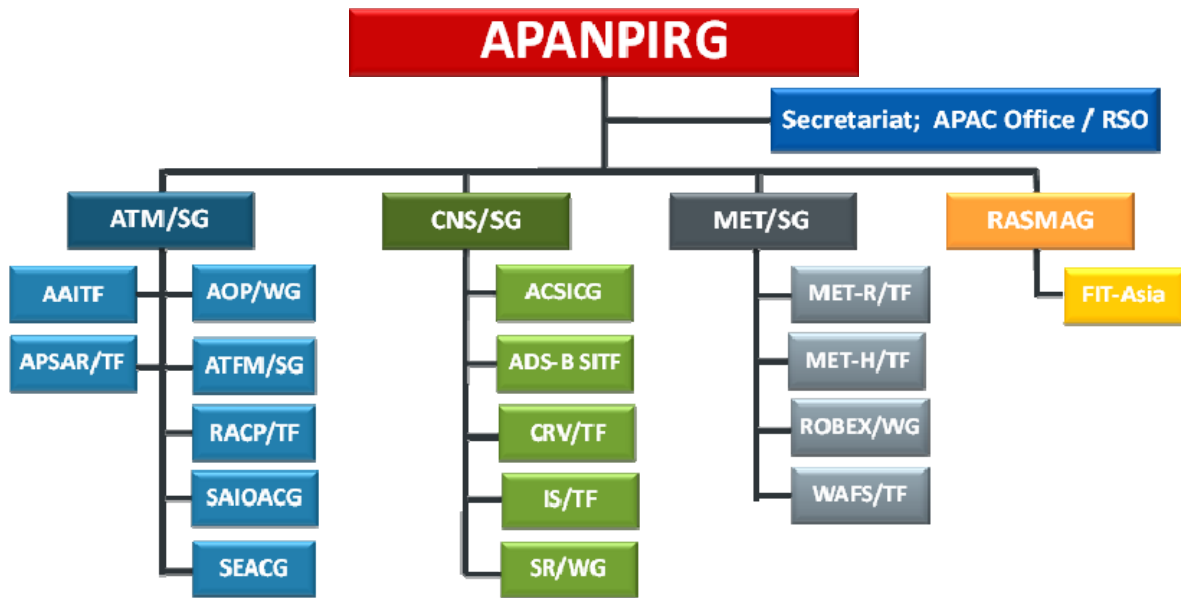 APANPIRG
Secretariat; APAC Office / RSO
ATM/SG
CNS/SG
MET/SG
RASMAG
AAITF
AOP/WG
APSAR/TF
ATFM/SG
RACP/TF
SAIOACG
SEACG
ACSICG
ADS-B SITF
CRV/TF
IS/TF
SR/WG
MET-R/TF
MET-H/TF
ROBEX/WG
WAFS/TF
FIT-Asia